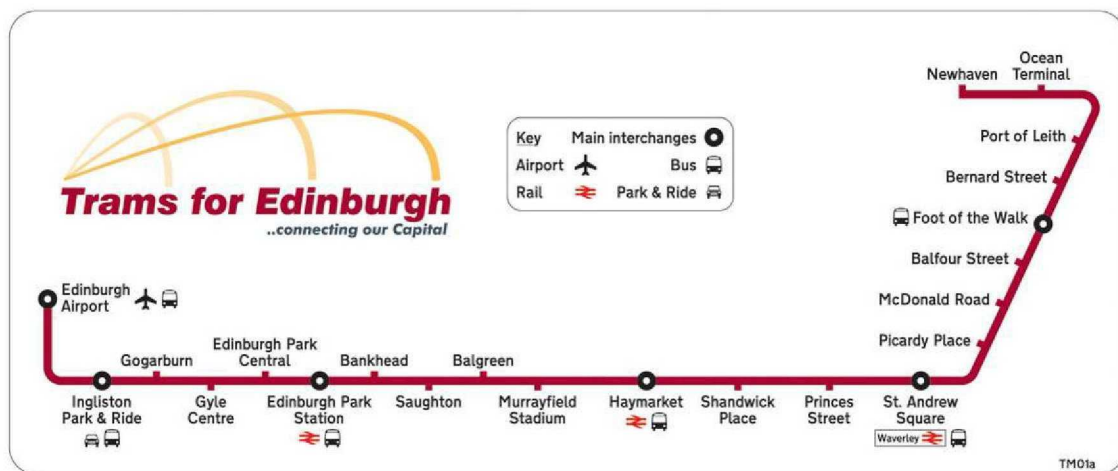 Trams for Edinburgh
..connecting our Capital
Key Main interchanges
Airport Bus
Rail Park & Ride
Newhaven
Ocean
Terminal
Port of Leith
Bernard Street
Foot of the Walk
Balfour Street
McDonald Road
Picardy Place
Edinburgh
Airport
Ingliston
Park & Ride
Gogarburn
Gyle
Centre
Edinburgh Park
Central
Edinburgh Park
Station
Bankhead
Saughton
Balgreen
Murrayfield
Stadium
Haymarket
Shandwick
Place
Princes
Street
St. Andrew
Square
Waverley
TM01a